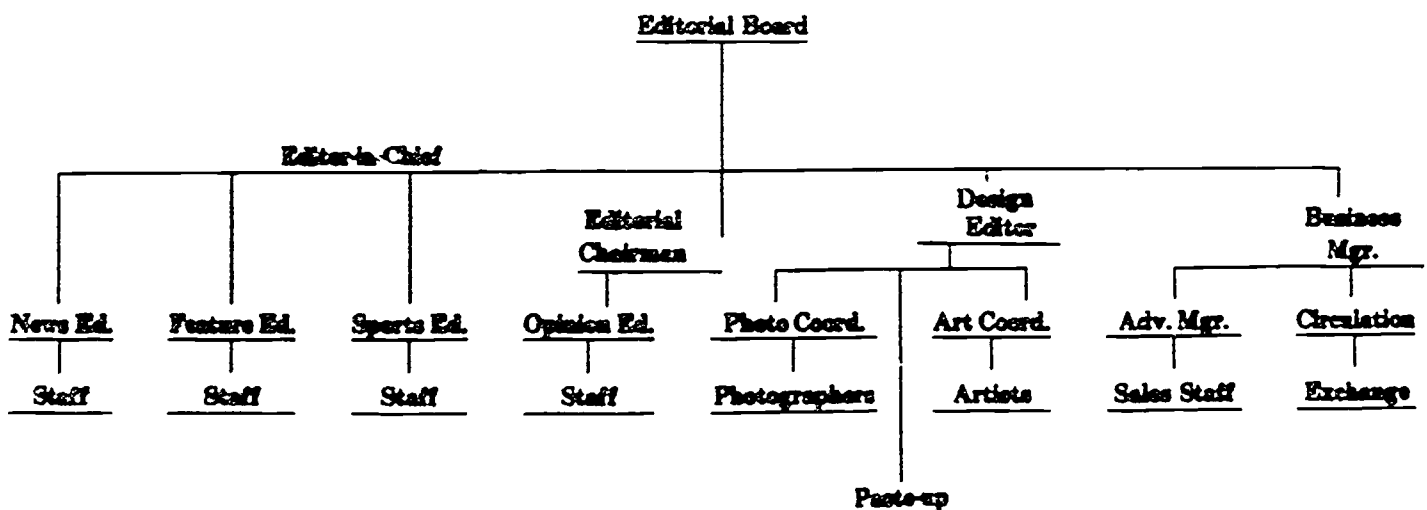 Editorial Board
Editor-in-Chief
Design
Editor
Editorial
Chairman
Business
Mgr.
News Ed.
Feature Ed.
Sports Ed.
Opinion Ed.
Photo Coord.
Art Coord.
Adv. Mgr.
Circulation
Staff
Staff
Staff
Staff
Photographers
Artists
Sales Staff
Exchange
Paste-up